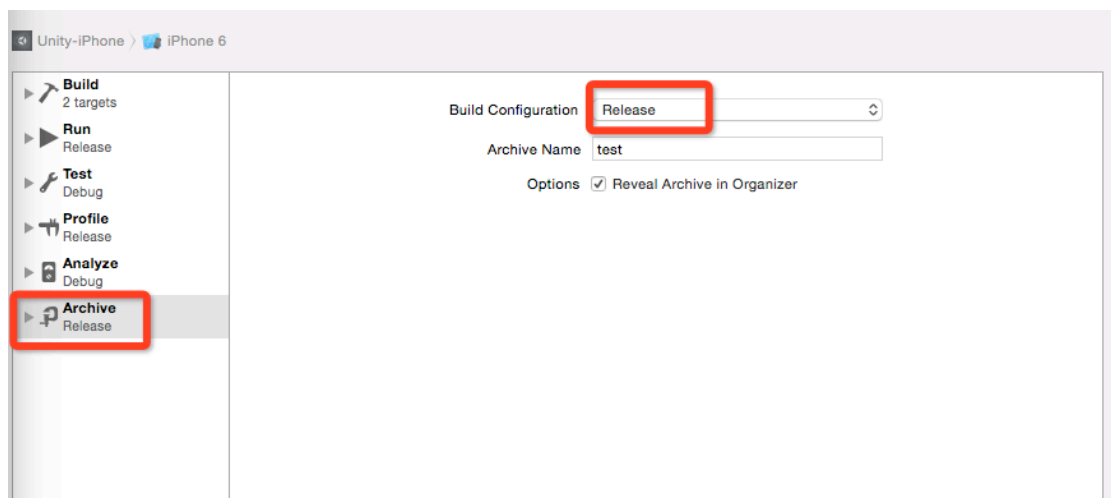 Unity-iPhone 〉 iPhone 6
Build
2 targets
Run
Release
Test
Debug
Profile
Release
Analyze
Debug
Archive
Release
Build Configuration Release
Archive Name test
Options Reveal Archive in Organizer